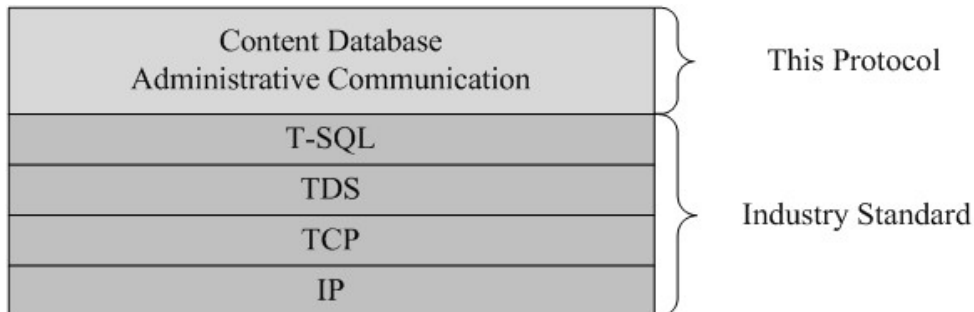 Content Database
Administrative Communication
This Protocol
T-SQL
TDS
TCP
IP
Industry Standard